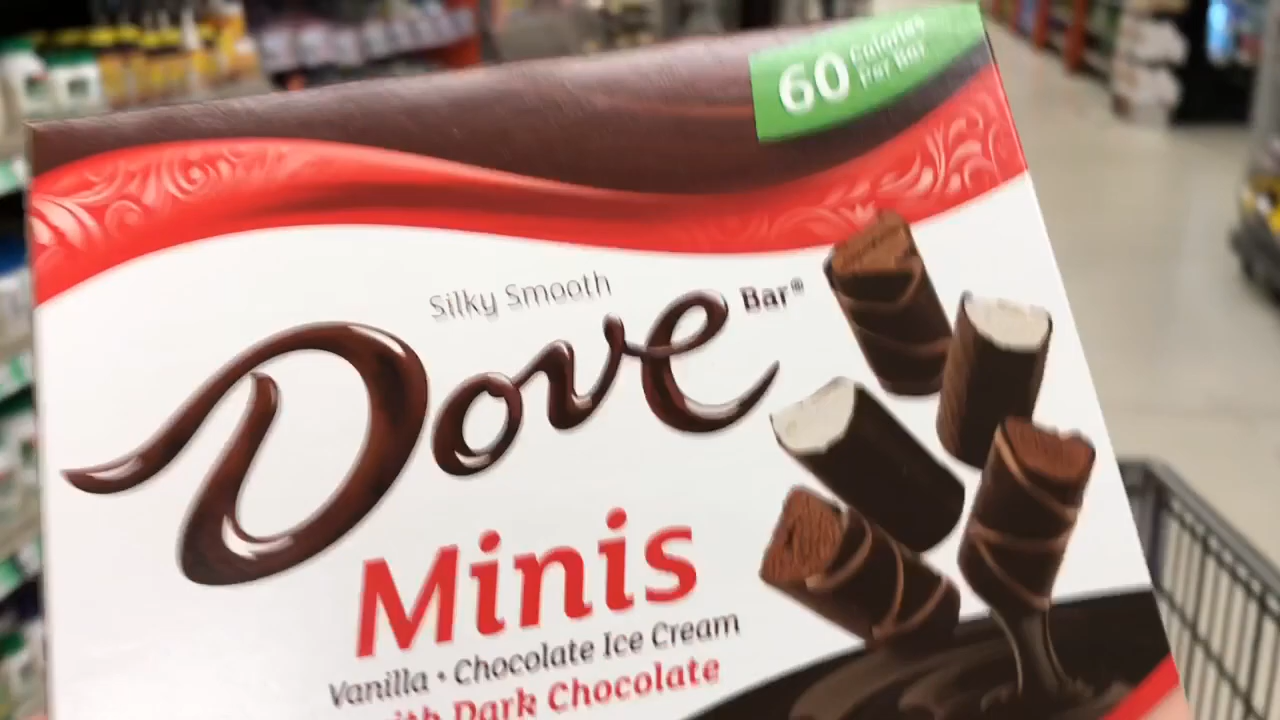 60 Calories
Per Bar
Silky Smooth
Dove Bar®
Minis
Vanilla • Chocolate Ice Cream
with Dark Chocolate